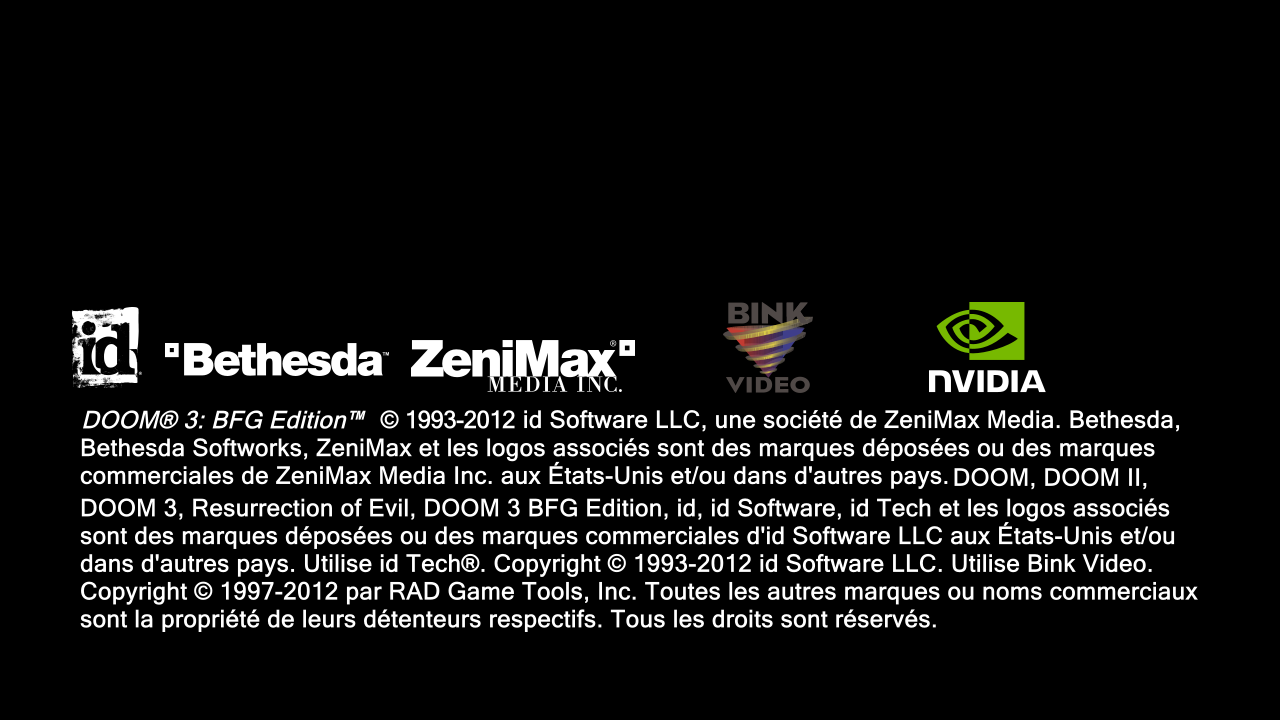 id
Bethesda™
ZeniMax®
MEDIA INC.
BINK
VIDEO
NVIDIA
DOOM® 3: BFG Edition™ © 1993-2012 id Software LLC, une société de ZeniMax Media. Bethesda,
Bethesda Softworks, ZeniMax et les logos associés sont des marques déposées ou des marques
commerciales de ZeniMax Media Inc. aux États-Unis et/ou dans d'autres pays. DOOM, DOOM II,
DOOM 3, Resurrection of Evil, DOOM 3 BFG Edition, id, id Software, id Tech et les logos associés
sont des marques déposées ou des marques commerciales d'id Software LLC aux États-Unis et/ou
dans d'autres pays. Utilise id Tech®. Copyright © 1993-2012 id Software LLC. Utilise Bink Video.
Copyright © 1997-2012 par RAD Game Tools, Inc. Toutes les autres marques ou noms commerciaux
sont la propriété de leurs détenteurs respectifs. Tous les droits sont réservés.